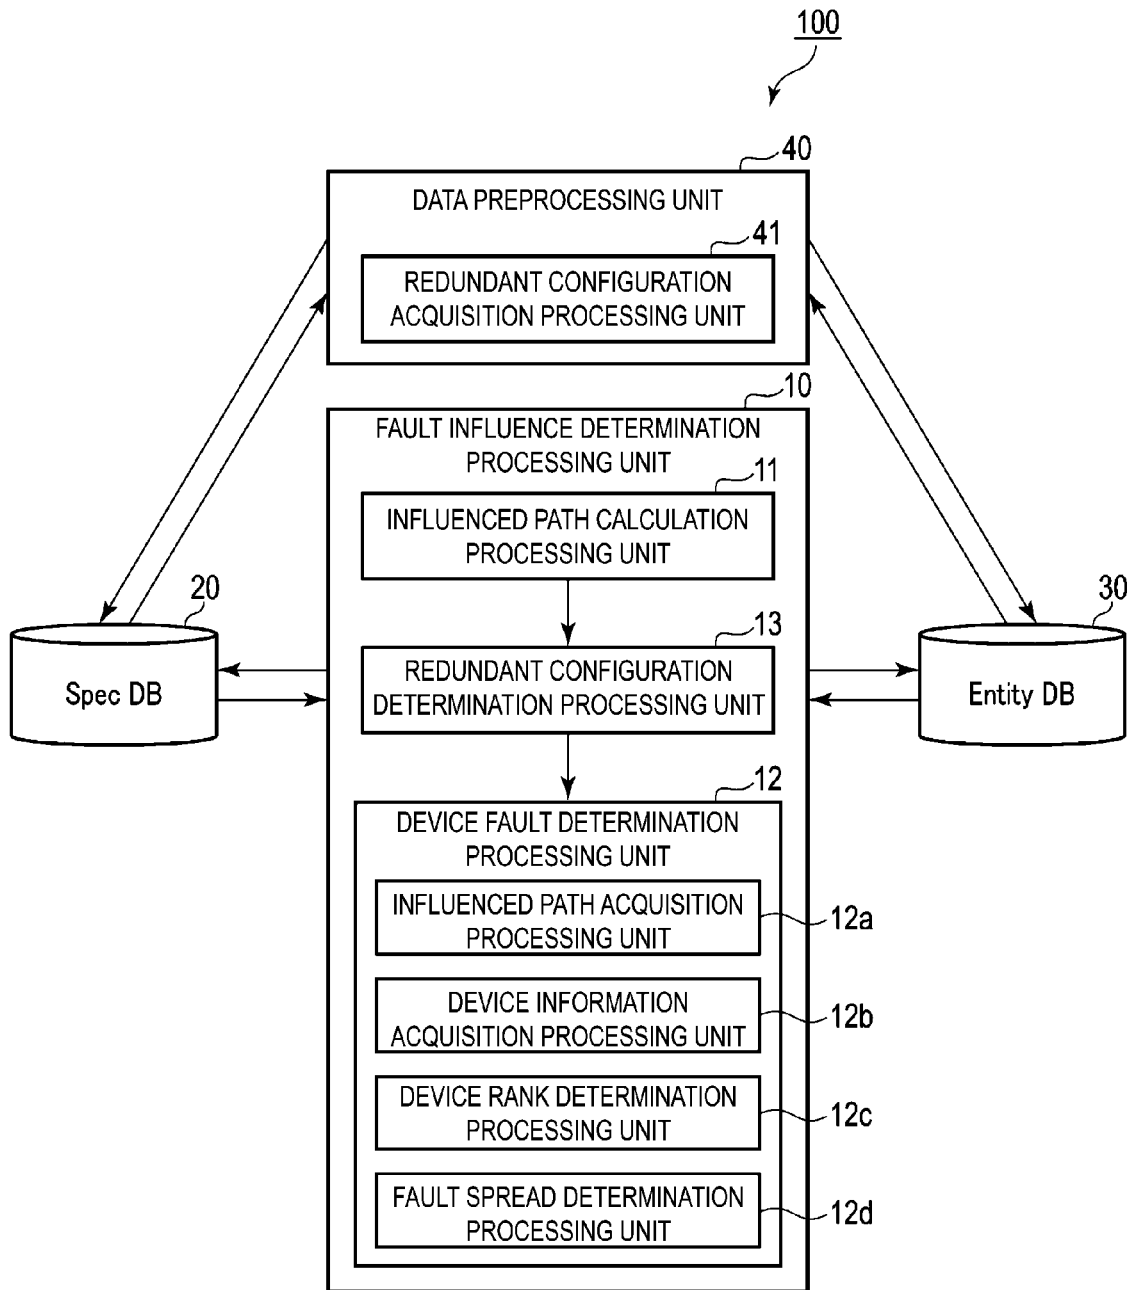 100
40
DATA PREPROCESSING UNIT
41
REDUNDANT CONFIGURATION
ACQUISITION PROCESSING UNIT
10
FAULT INFLUENCE DETERMINATION
PROCESSING UNIT
11
INFLUENCED PATH CALCULATION
PROCESSING UNIT
20
Spec DB
30
Entity DB
13
REDUNDANT CONFIGURATION
DETERMINATION PROCESSING UNIT
12
DEVICE FAULT DETERMINATION
PROCESSING UNIT
INFLUENCED PATH ACQUISITION
PROCESSING UNIT
12a
DEVICE INFORMATION
ACQUISITION PROCESSING UNIT
12b
DEVICE RANK DETERMINATION
PROCESSING UNIT
12c
FAULT SPREAD DETERMINATION
PROCESSING UNIT
12d